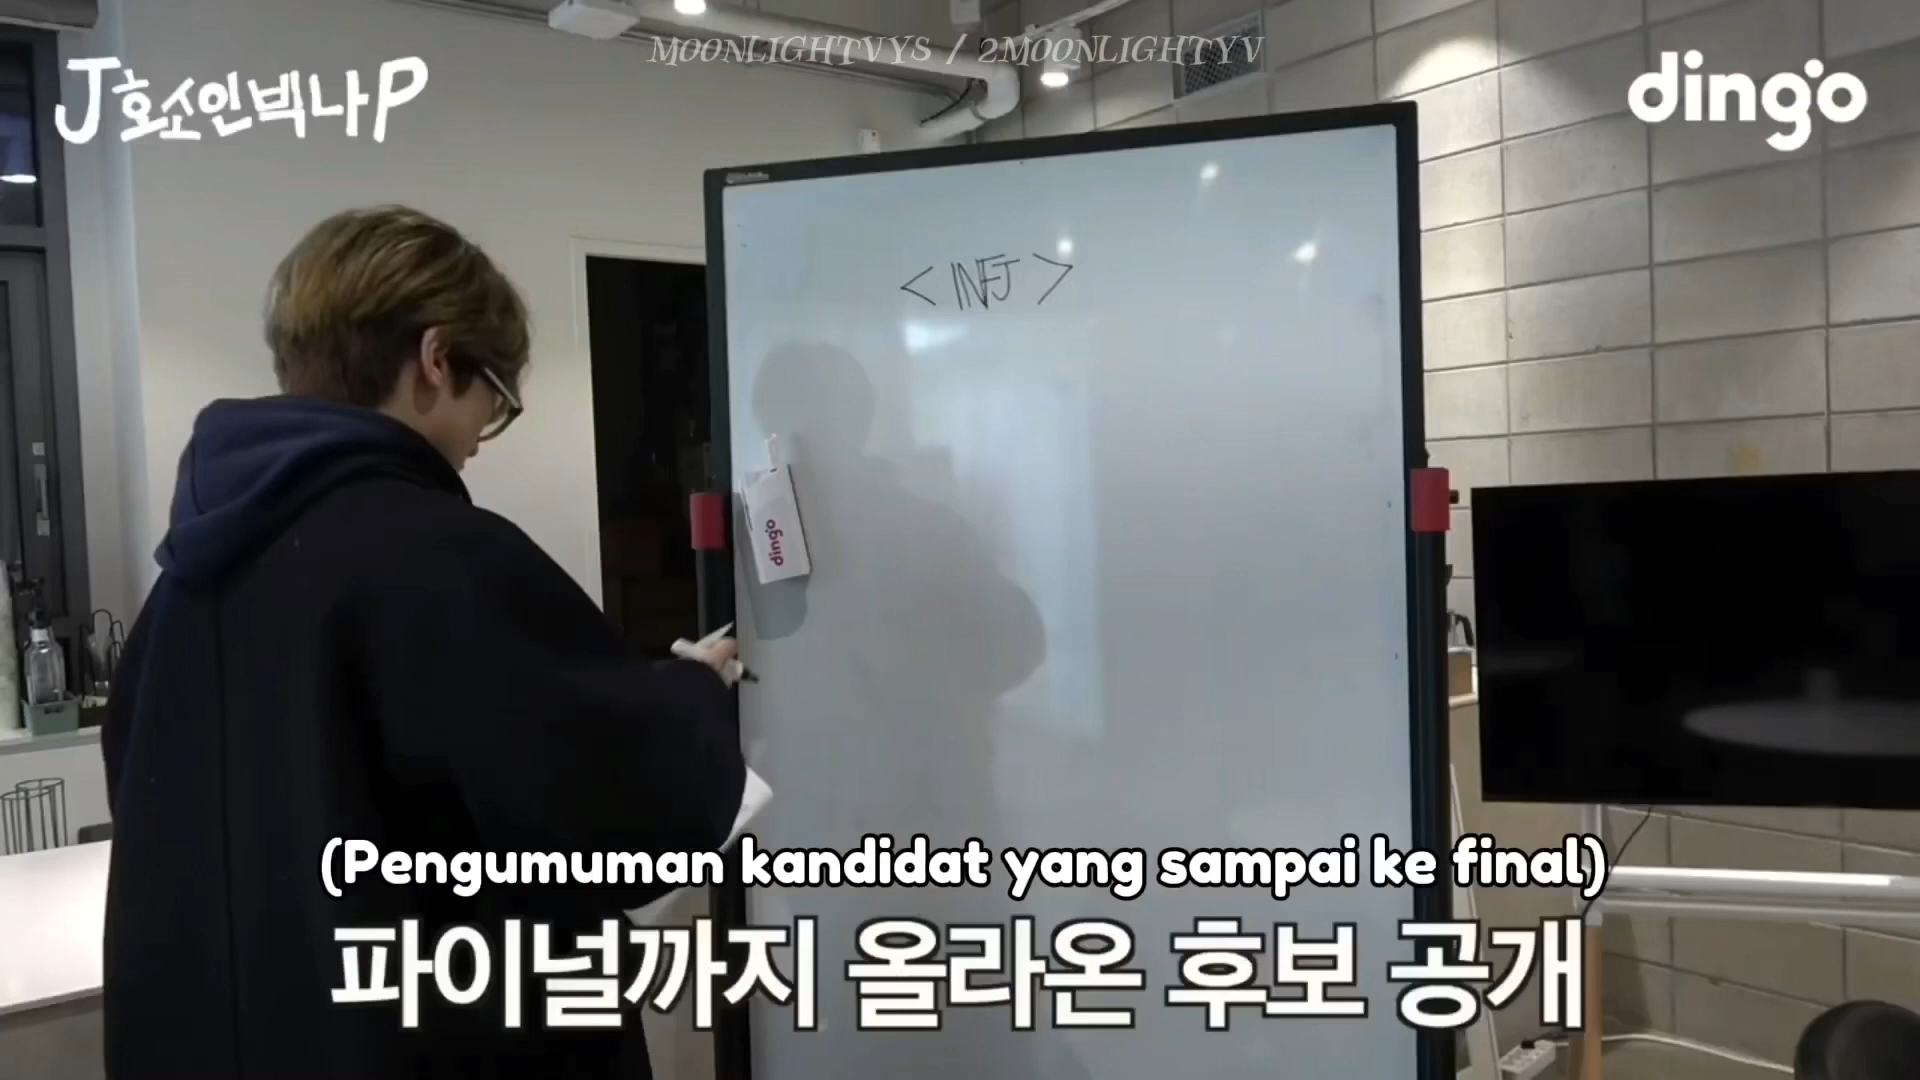 MOONLIGHTVYS / 2MOONLIGHTYV
J호소인빅나P
dingo
< INFJ >
dingo
(Pengumuman kandidat yang sampai ke final)
파이널까지 올라온 후보 공개